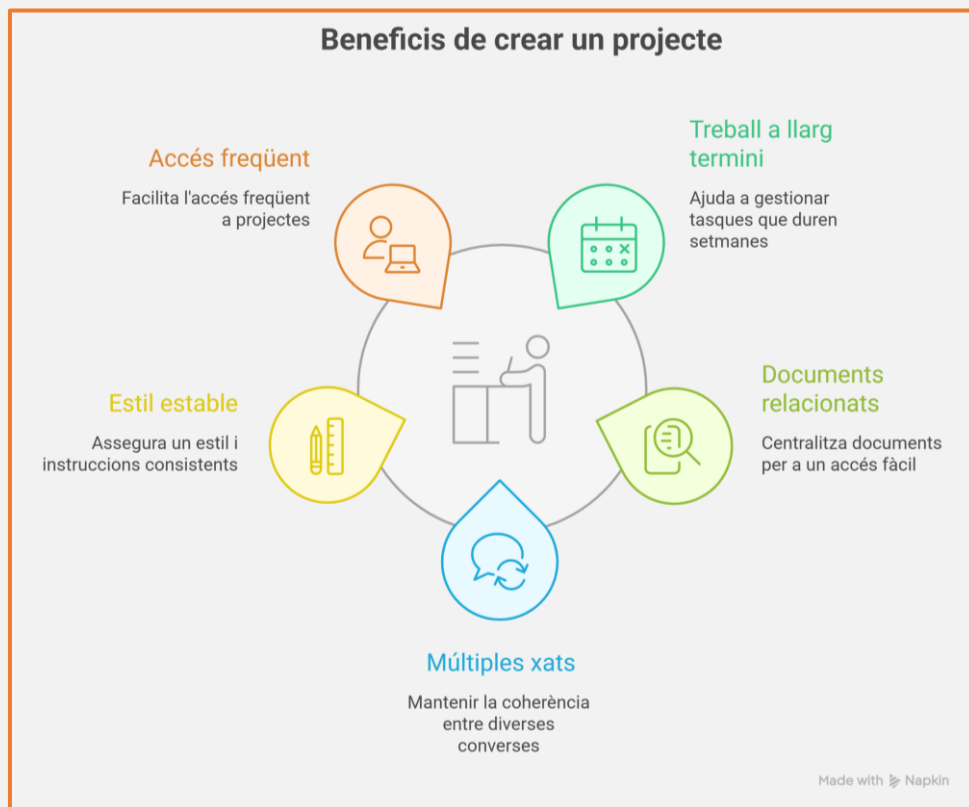 Beneficis de crear un projecte
Accés freqüent
Facilita l'accés freqüent
a projectes
Treball a llarg
termini
Ajuda a gestionar
tasques que duren
setmanes
Estil estable
Assegura un estil i
instruccions consistents
Documents
relacionats
Centralitza documents
per a un accés fàcil
Múltiples xats
Mantenir la coherència
entre diverses
converses
Made with Napkin